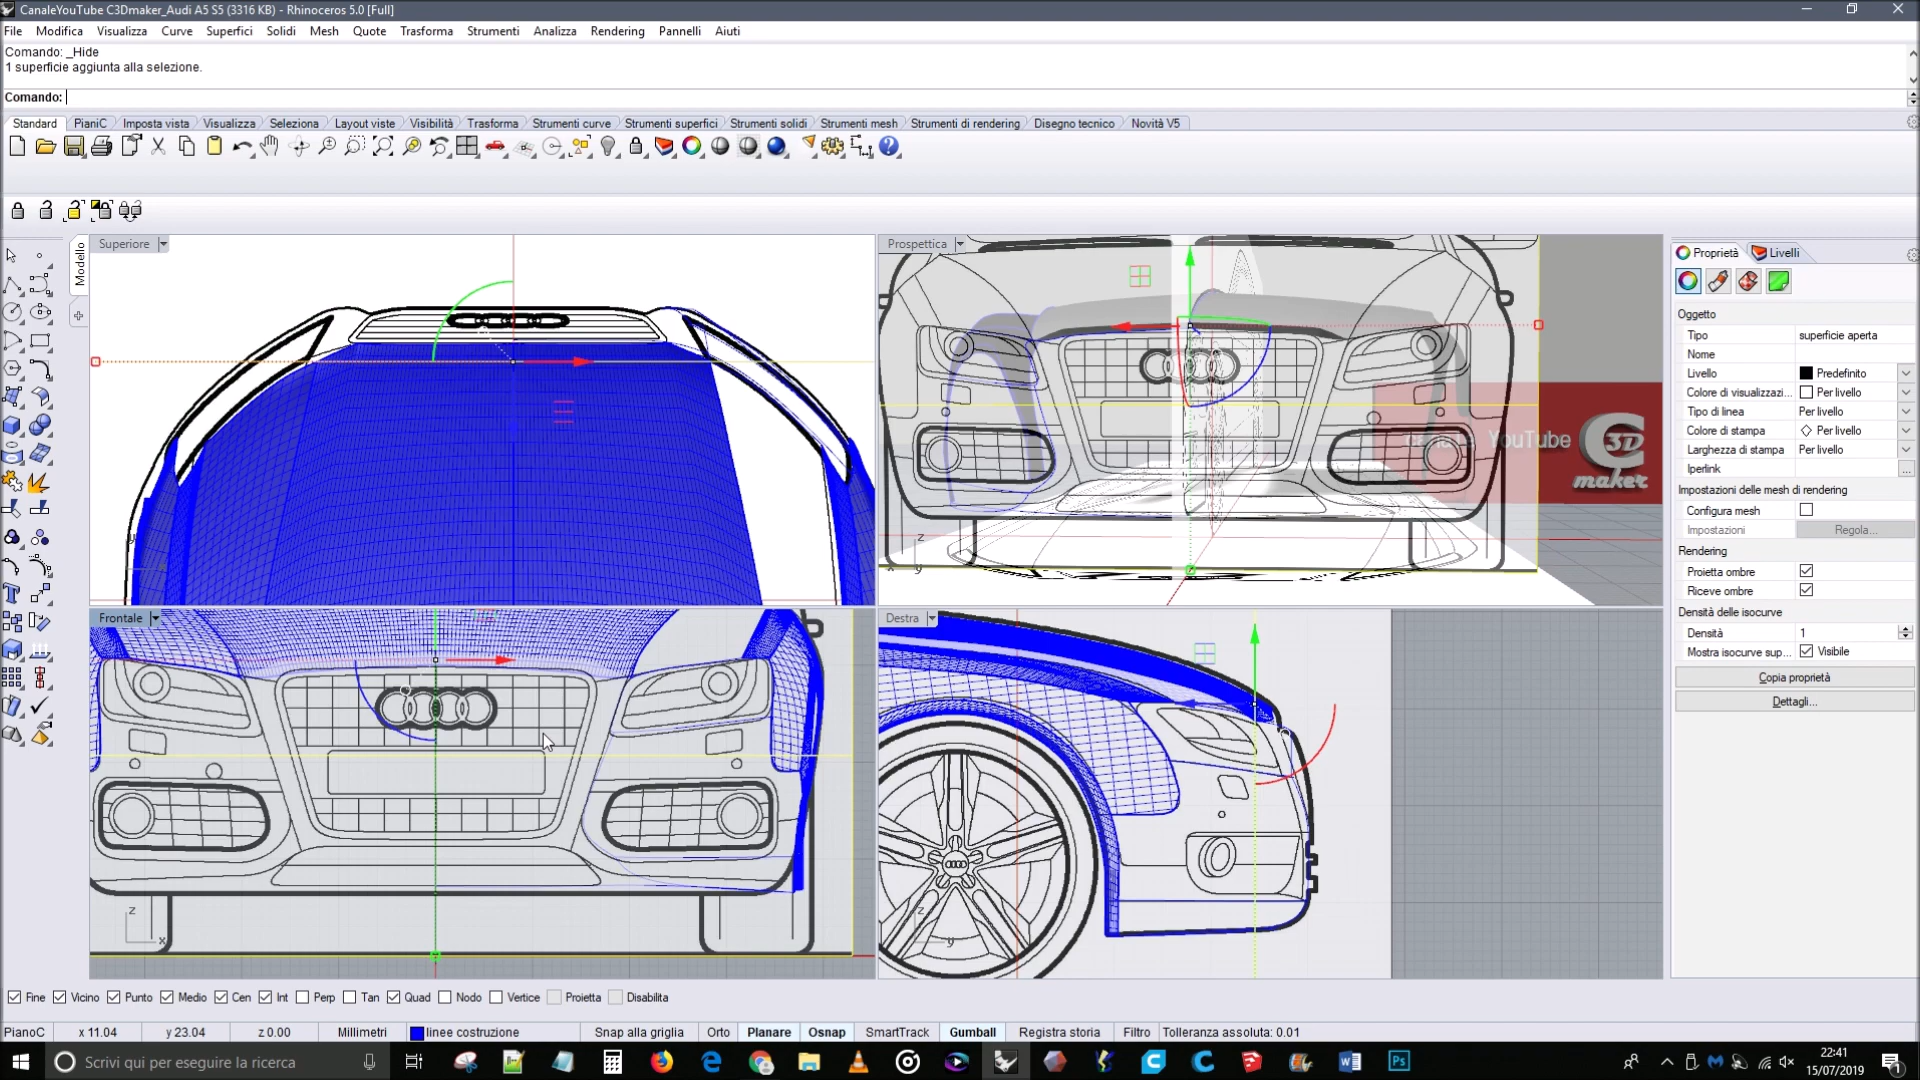 CanaleYouTube C3Dmaker_Audi A5 S5 (3316 KB) - Rhinoceros 5.0 [Full]
File Modifica Visualizza Curve Superfici Solidi Mesh Quote Trasforma Strumenti Analizza Rendering Pannelli Aiuti
Comando: _Hide
1 superficie aggiunta alla selezione.
Comando:
Standard PianiC Imposta vista Visualizza Seleziona Layout viste Visibilità Trasforma Strumenti curve Strumenti superfici Strumenti solidi Strumenti mesh Strumenti di rendering Disegno tecnico Novità V5
Modello
Superiore
Prospettica
Proprietà Livelli
Oggetto
Tipo superficie aperta
Nome
Livello Predefinito
Colore di visualizzazi... Per livello
Tipo di linea Per livello
Colore di stampa Per livello
Larghezza di stampa Per livello
Iperlink ...
Impostazioni delle mesh di rendering
Configura mesh
Impostazioni Regola...
Rendering
Proietta ombre
Riceve ombre
Densità delle isocurve
Densità 1
Mostra isocurve sup... Visibile
Copia proprietà
Dettagli...
canale YouTube C3D maker
z
y
Frontale
Destra
z
x
z
y
Fine Vicino Punto Medio Cen Int Perp Tan Quad Nodo Vertice Proietta Disabilita
PianoC x 11.04 y 23.04 z 0.00 Millimetri linee costruzione Snap alla griglia Orto Planare Osnap SmartTrack Gumball Registra storia Filtro Tolleranza assoluta: 0.01
Scrivi qui per eseguire la ricerca
22:41
15/07/2019
1